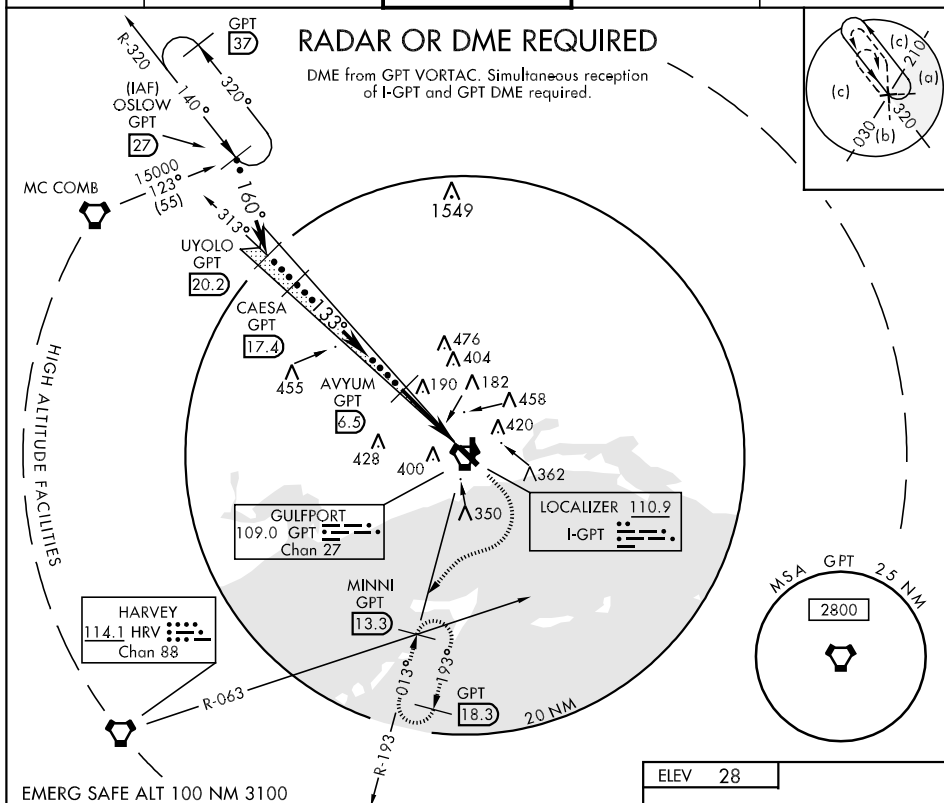 RADAR OR DME REQUIRED
DME from GPT VORTAC. Simultaneous reception
of I-GPT and GPT DME required.
R-320
GPT
37
320°
140°
(IAF)
OSLOW
GPT
27
15000
123°
(55)
MC COMB
160°
313°
UYOLO
GPT
20.2
CAESA
GPT
17.4
133°
1549
(c)
(c)
210
(a)
320
(b)
030
476
404
190
182
458
455
AVYUM
GPT
6.5
420
428
400
362
350
HIGH ALTITUDE FACILITIES
GULFPORT
109.0 GPT
Chan 27
LOCALIZER 110.9
I-GPT
MINNI
GPT
13.3
HARVEY
114.1 HRV
Chan 88
R-063
013°
193°
GPT
18.3
20 NM
R-193
MSA GPT 25 NM
2800
EMERG SAFE ALT 100 NM 3100
ELEV 28